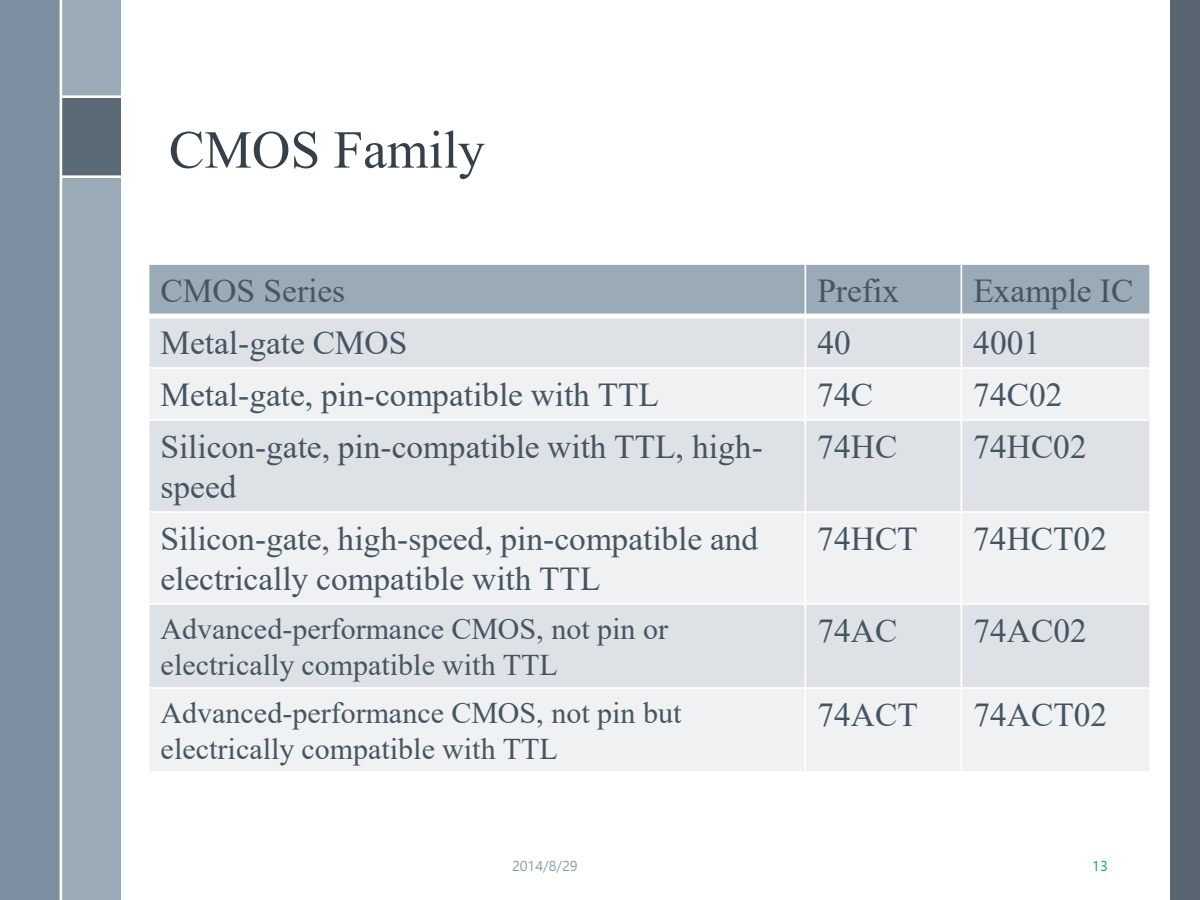 CMOS Family
CMOS Series Prefix Example IC
Metal-gate CMOS 40 4001
Metal-gate, pin-compatible with TTL 74C 74C02
Silicon-gate, pin-compatible with TTL, high- 74HC 74HC02
speed
Silicon-gate, high-speed, pin-compatible and 74HCT 74HCT02
electrically compatible with TTL
Advanced-performance CMOS, not pin or 74AC 74AC02
electrically compatible with TTL
Advanced-performance CMOS, not pin but 74ACT 74ACT02
electrically compatible with TTL
2014/8/29 13